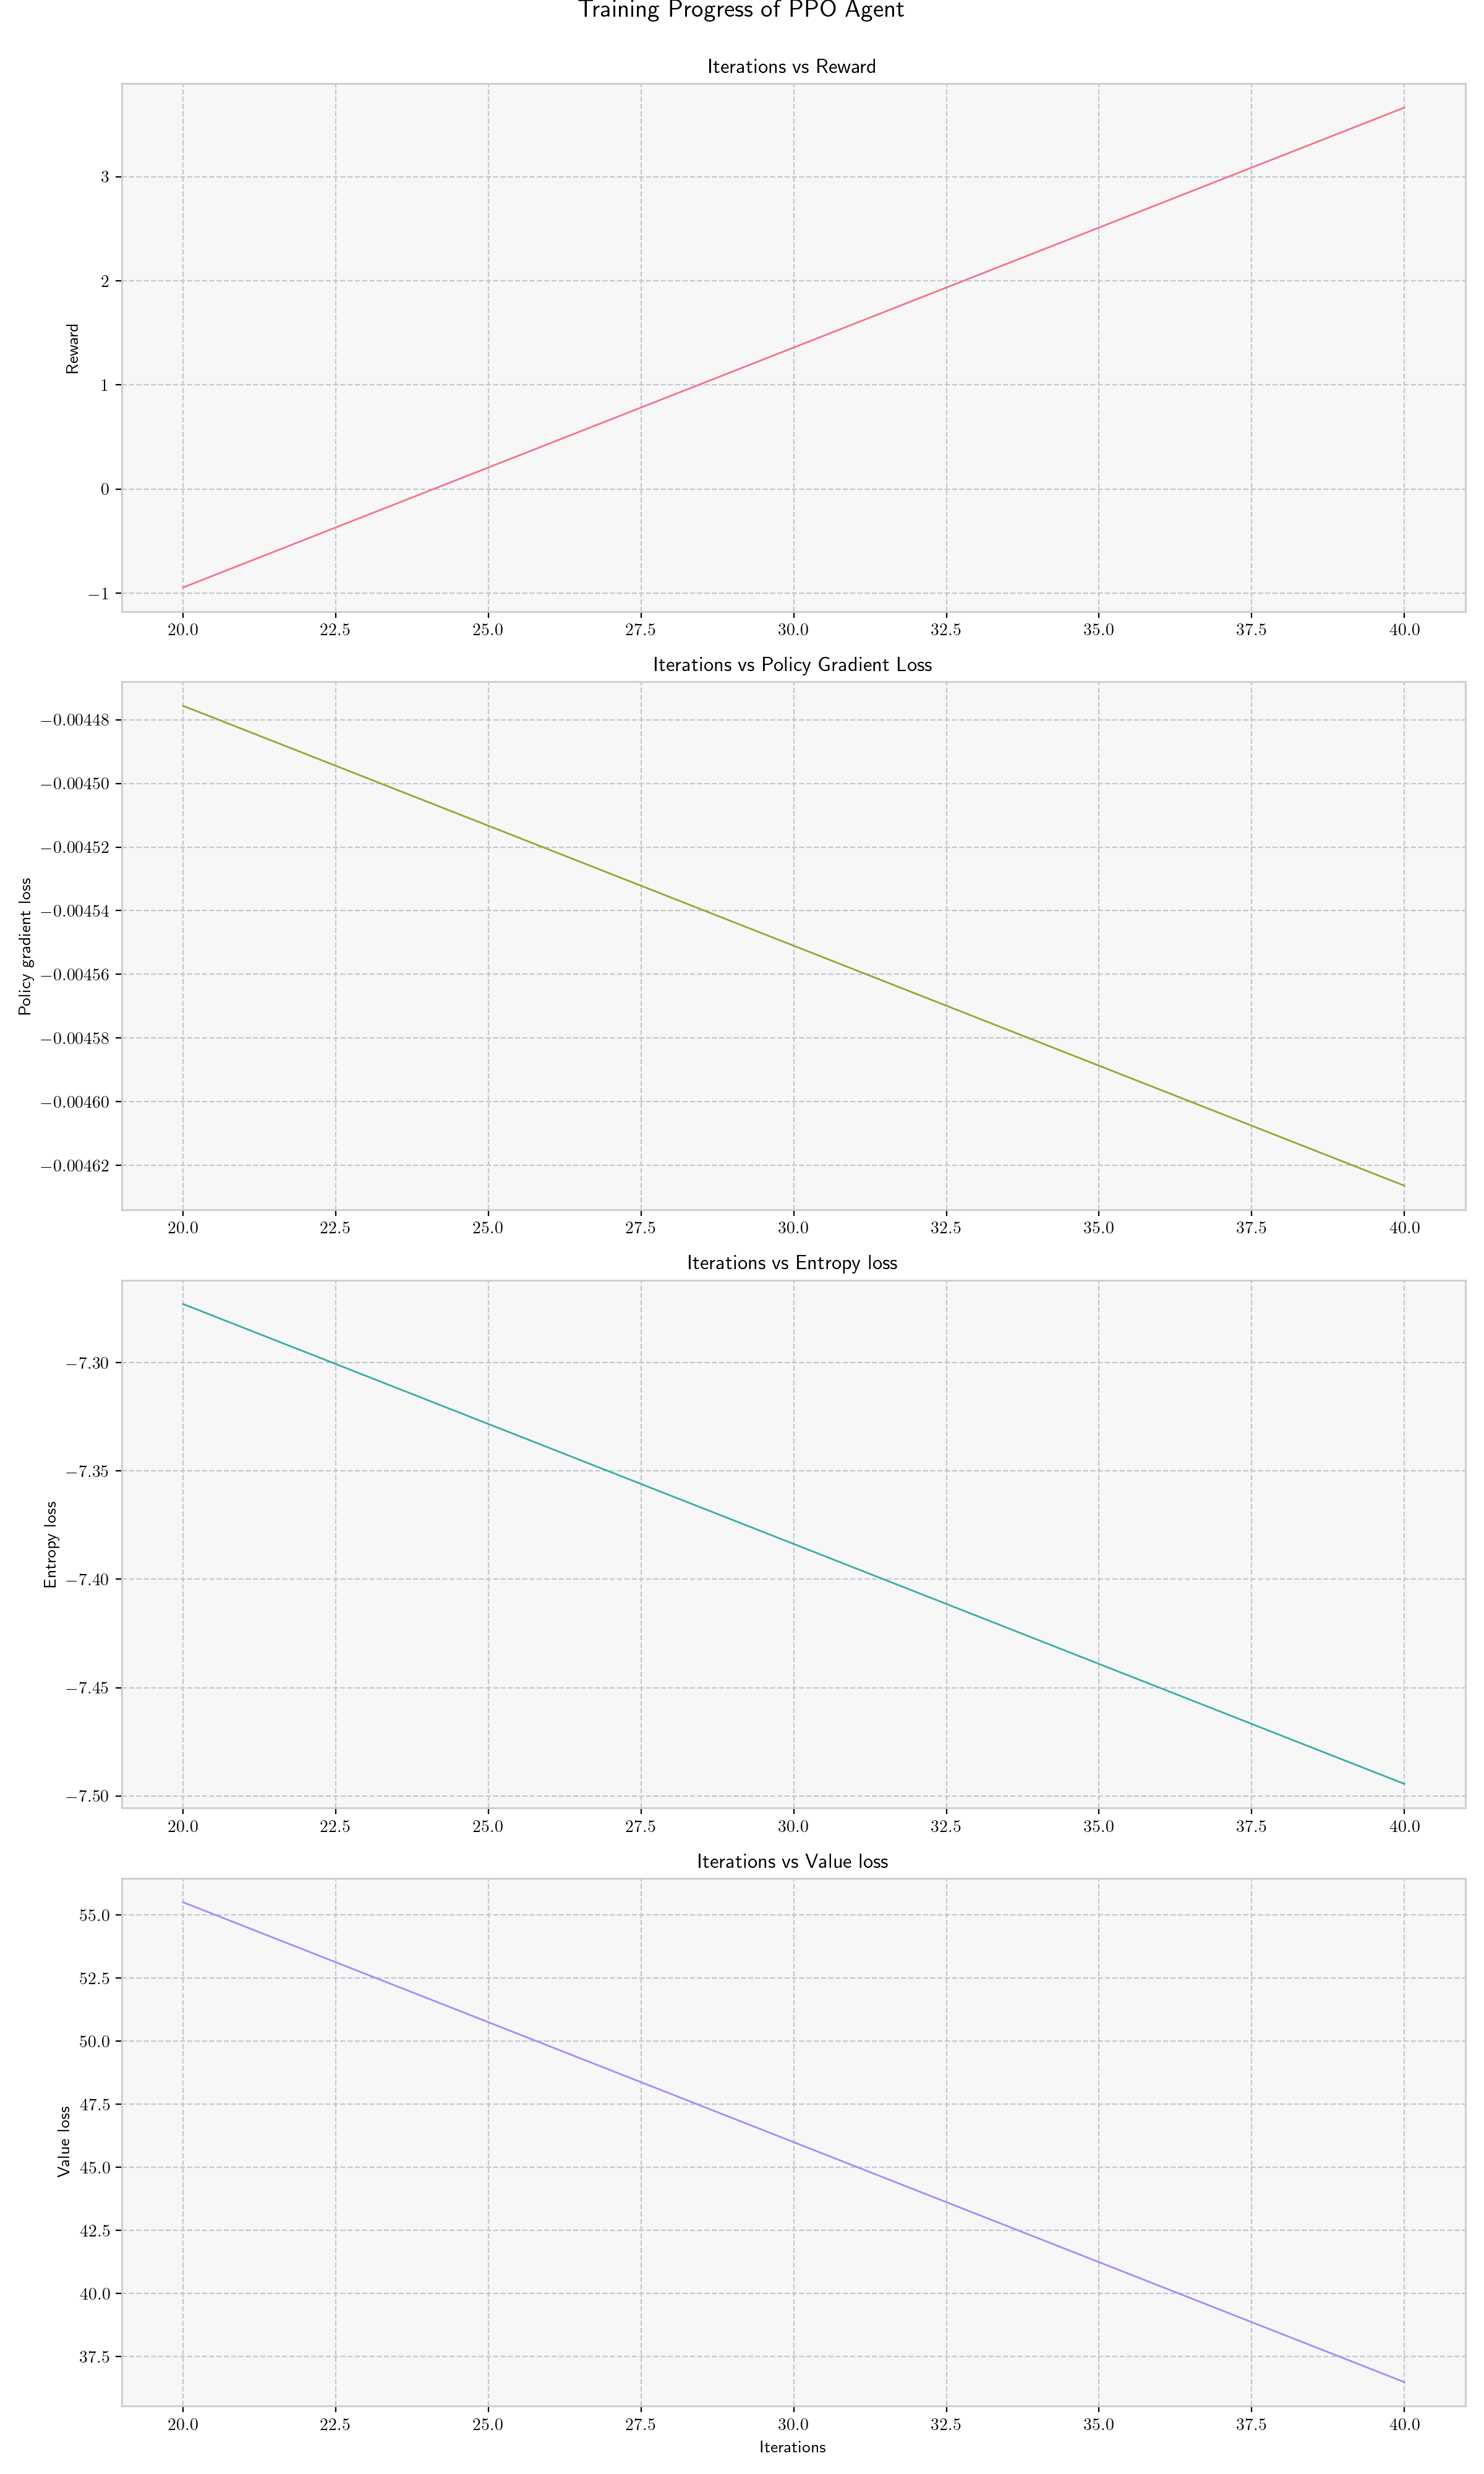 Training Progress of PPO Agent
Iterations vs Reward
Reward
3
2
1
0
−1
20.0 22.5 25.0 27.5 30.0 32.5 35.0 37.5 40.0
Iterations vs Policy Gradient Loss
Policy gradient loss
−0.00448
−0.00450
−0.00452
−0.00454
−0.00456
−0.00458
−0.00460
−0.00462
20.0 22.5 25.0 27.5 30.0 32.5 35.0 37.5 40.0
Iterations vs Entropy loss
Entropy loss
−7.30
−7.35
−7.40
−7.45
−7.50
20.0 22.5 25.0 27.5 30.0 32.5 35.0 37.5 40.0
Iterations vs Value loss
Value loss
55.0
52.5
50.0
47.5
45.0
42.5
40.0
37.5
20.0 22.5 25.0 27.5 30.0 32.5 35.0 37.5 40.0
Iterations